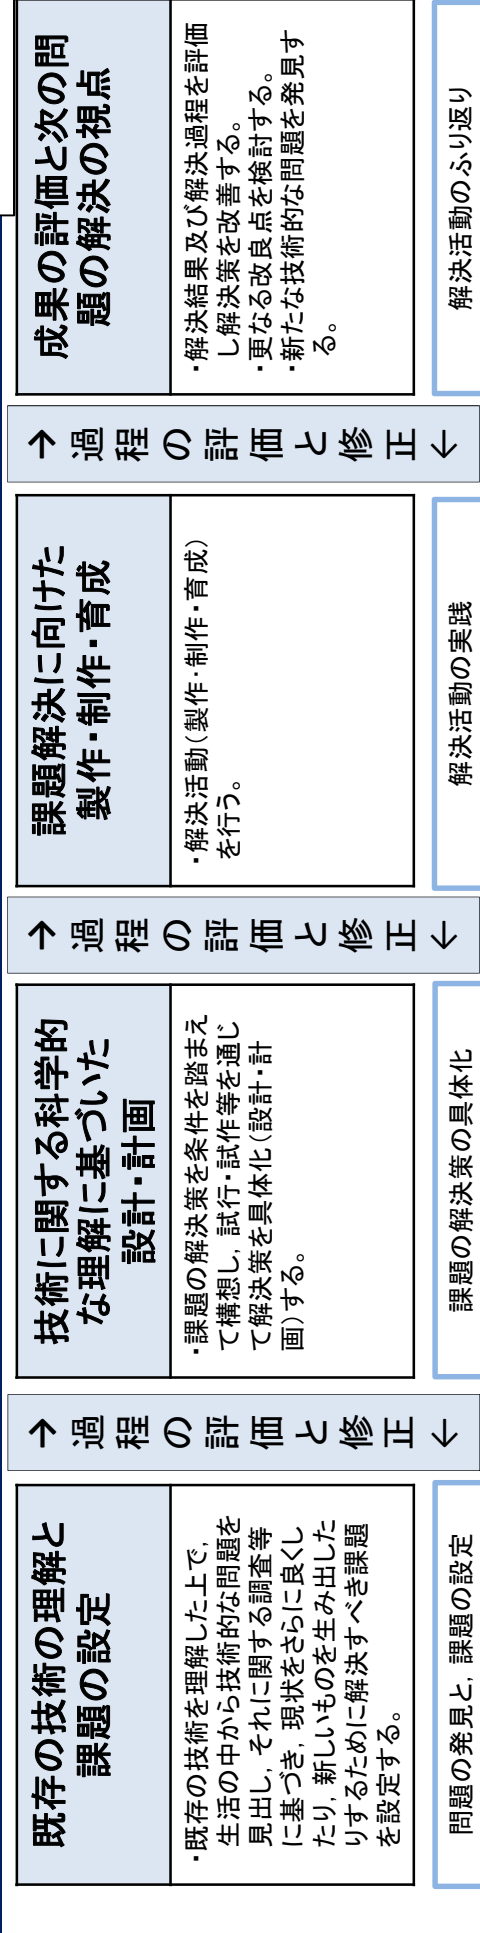 既存の技術の理解と
課題の設定
・既存の技術を理解した上で,
生活の中から技術的な問題を
見出し,それに関する調査等
に基づき,現状をさらに良くし
たり,新しいものを生み出した
りするために解決すべき課題
を設定する。
問題の発見と,課題の設定
↑過程の評価と修正↓
技術に関する科学的
な理解に基づいた
設計・計画
・課題の解決策を条件を踏まえ
て構想し,試行・試作等を通じ
て解決策を具体化(設計・計
画)する。
課題の解決策の具体化
↑過程の評価と修正↓
課題解決に向けた
製作・制作・育成
・解決活動(製作・制作・育成)
を行う。
解決活動の実践
↑過程の評価と修正↓
成果の評価と次の問
題の解決の視点
・解決結果及び解決過程を評価
し解決策を改善する。
・更なる改良点を検討する。
・新たな技術的な問題を発見す
る。
解決活動のふり返り